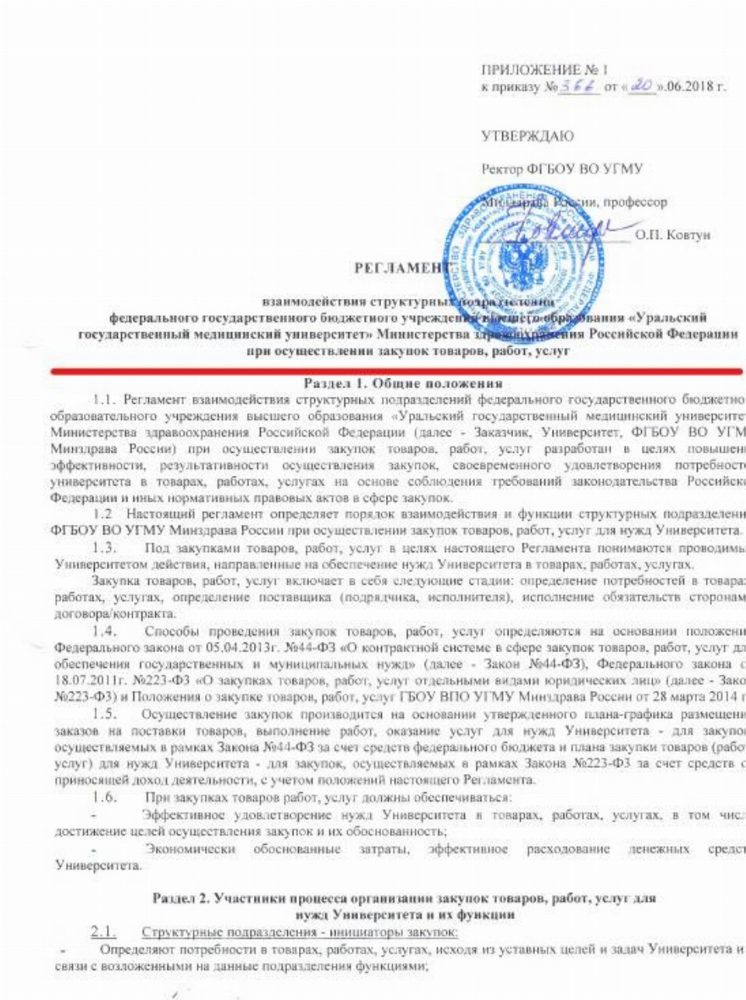 ПРИЛОЖЕНИЕ № 1
к приказу № 366 от « 20 ».06.2018 г.
УТВЕРЖДАЮ
Ректор ФГБОУ ВО УГМУ
Минздрава России, профессор
О.П. Ковтун
РЕГЛАМЕНТ
взаимодействия структурных подразделений
федерального государственного бюджетного учреждения высшего образования «Уральский
государственный медицинский университет» Министерства здравоохранения Российской Федерации
при осуществлении закупок товаров, работ, услуг
Раздел 1. Общие положения
1.1. Регламент взаимодействия структурных подразделений федерального государственного бюджетно
образовательного учреждения высшего образования «Уральский государственный медицинский университет
Министерства здравоохранения Российской Федерации (далее - Заказчик, Университет, ФГБОУ ВО УГМ
Минздрава России) при осуществлении закупок товаров, работ, услуг разработан в целях повышен
эффективности, результативности осуществления закупок, своевременного удовлетворения потребност
университета в товарах, работах, услугах на основе соблюдения требований законодательства Российск
Федерации и иных нормативных правовых актов в сфере закупок.
1.2 Настоящий регламент определяет порядок взаимодействия и функции структурных подразделени
ФГБОУ ВО УГМУ Минздрава России при осуществлении закупок товаров, работ, услуг для нужд Университета.
1.3. Под закупками товаров, работ, услуг в целях настоящего Регламента понимаются проводимы
Университетом действия, направленные на обеспечение нужд Университета в товарах, работах, услугах.
Закупка товаров, работ, услуг включает в себя следующие стадии: определение потребностей в товарах
работах, услугах, определение поставщика (подрядчика, исполнителя), исполнение обязательств сторонам
договора/контракта.
1.4. Способы проведения закупок товаров, работ, услуг определяются на основании положени
Федерального закона от 05.04.2013г. №44-ФЗ «О контрактной системе в сфере закупок товаров, работ, услуг дл
обеспечения государственных и муниципальных нужд» (далее - Закон №44-ФЗ), Федерального закона о
18.07.2011г. №223-ФЗ «О закупках товаров, работ, услуг отдельными видами юридических лиц» (далее - Зако
№223-ФЗ) и Положения о закупке товаров, работ, услуг ГБОУ ВПО УГМУ Минздрава России от 28 марта 2014 г
1.5. Осуществление закупок производится на основании утвержденного плана-графика размещени
заказов на поставки товаров, выполнение работ, оказание услуг для нужд Университета - для закупок
осуществляемых в рамках Закона №44-ФЗ за счет средств федерального бюджета и плана закупки товаров (работ
услуг) для нужд Университета - для закупок, осуществляемых в рамках Закона №223-ФЗ за счет средств о
приносящей доход деятельности, с учетом положений настоящего Регламента.
1.6. При закупках товаров работ, услуг должны обеспечиваться:
- Эффективное удовлетворение нужд Университета в товарах, работах, услугах, в том числ
достижение целей осуществления закупок и их обоснованность;
- Экономически обоснованные затраты, эффективное расходование денежных средст
Университета.
Раздел 2. Участники процесса организации закупок товаров, работ, услуг для
нужд Университета и их функции
2.1. Структурные подразделения - инициаторы закупок:
- Определяют потребности в товарах, работах, услугах, исходя из уставных целей и задач Университета и
связи с возложенными на данные подразделения функциями;